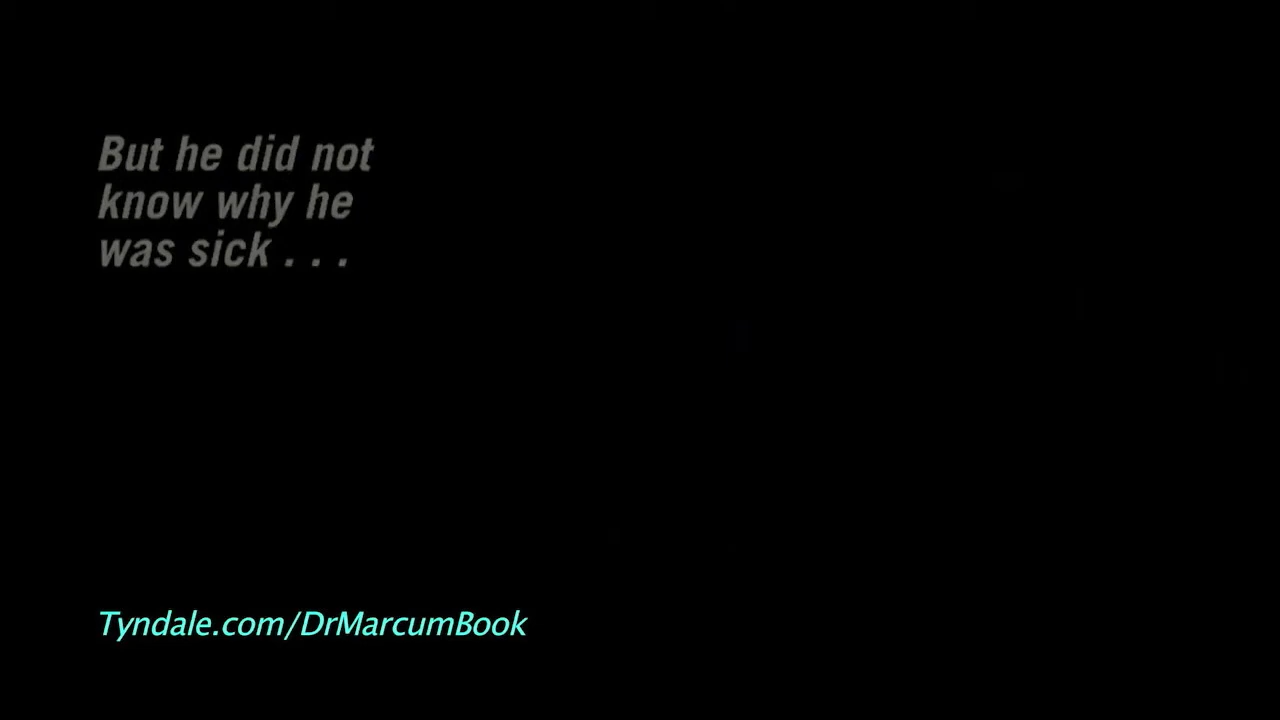 But he did not
know why he
was sick . . .
Tyndale.com/DrMarcumBook